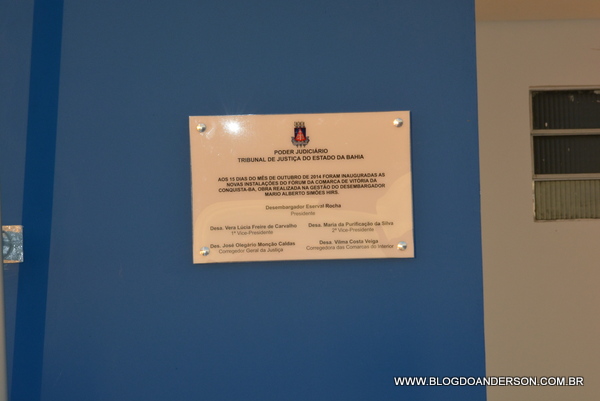 PODER JUDICIÁRIO
TRIBUNAL DE JUSTIÇA DO ESTADO DA BAHIA
AOS 15 DIAS DO MÊS DE OUTUBRO DE 2014 FORAM INAUGURADAS AS
NOVAS INSTALAÇÕES DO FÓRUM DA COMARCA DE VITÓRIA DA
CONQUISTA-BA, OBRA REALIZADA NA GESTÃO DO DESEMBARGADOR
MARIO ALBERTO SIMÕES HIRS.
Desembargador Eserval Rocha
Presidente
Desa. Vera Lúcia Freire de Carvalho
1ª Vice-Presidente
Desa. Maria da Purificação da Silva
2ª Vice-Presidente
Des. José Olegário Monção Caldas
Corregedor Geral da Justiça
Desa. Vilma Costa Veiga
Corregedora das Comarcas do Interior
WWW.BLOGDOANDERSON.COM.BR